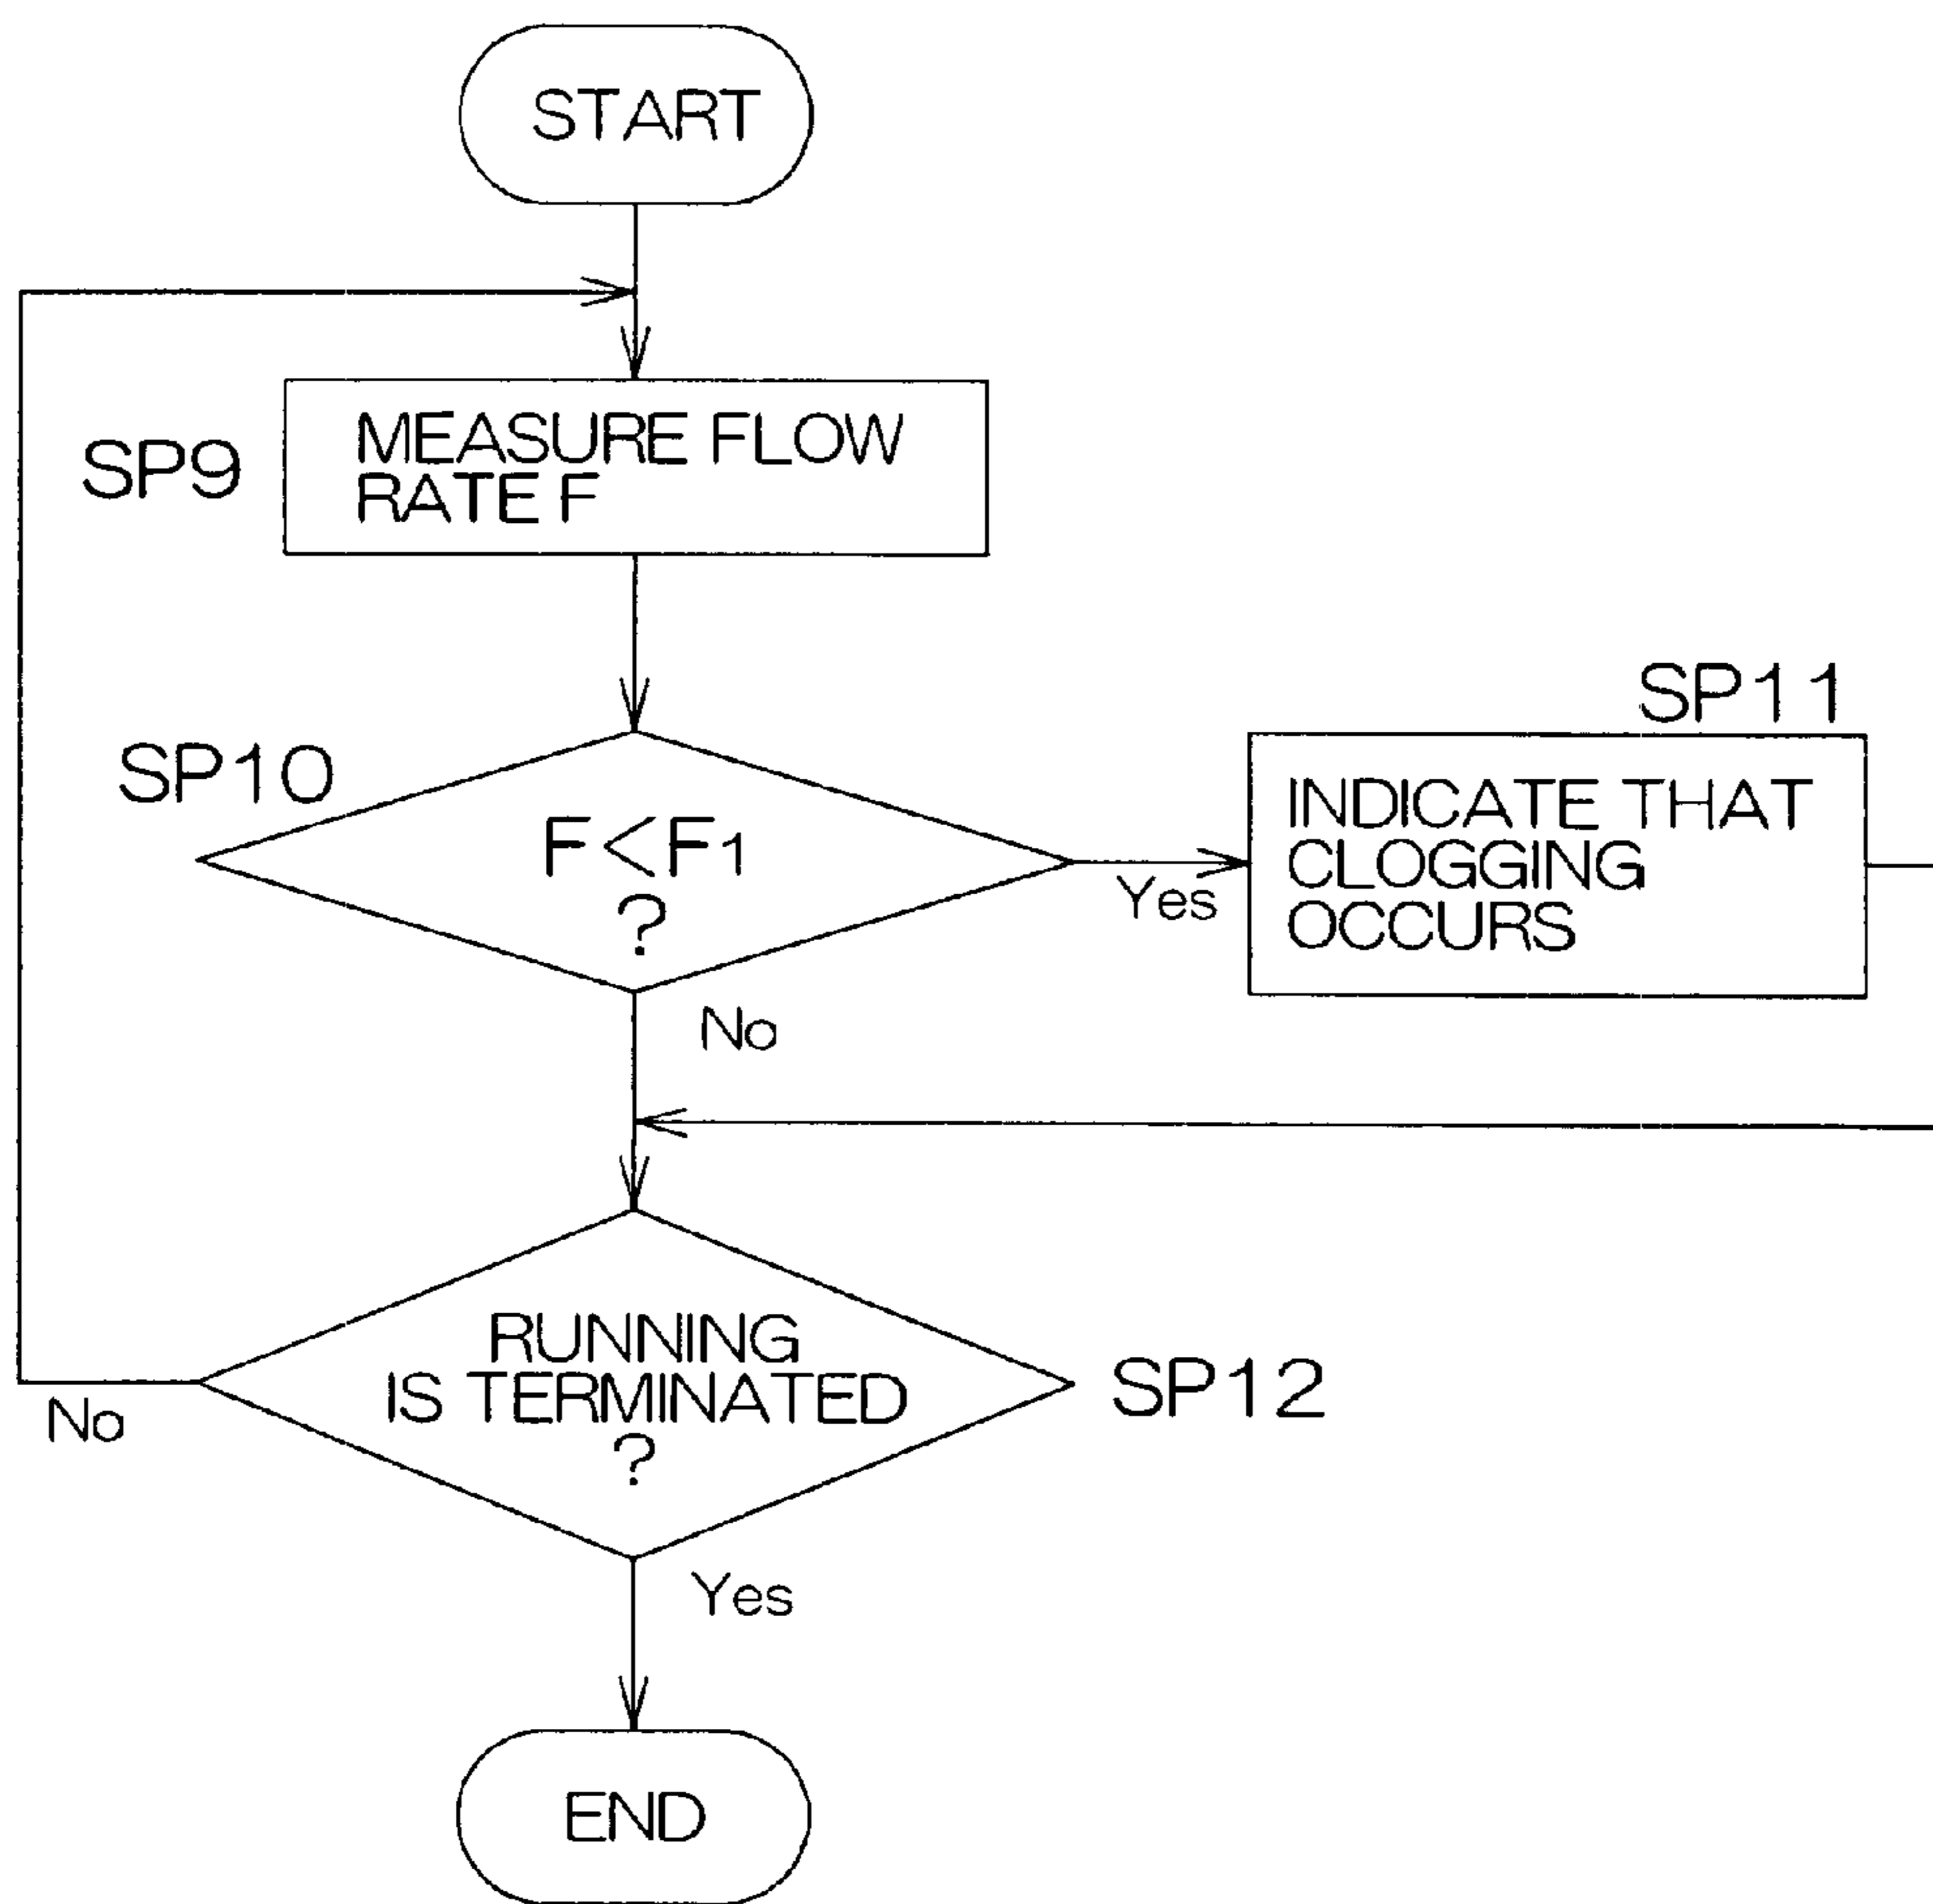 START
SP9
MEASURE FLOW
RATE F
SP10
F<F1
?
Yes
SP11
INDICATE THAT
CLOGGING
OCCURS
No
RUNNING
IS TERMINATED
?
SP12
No
Yes
END